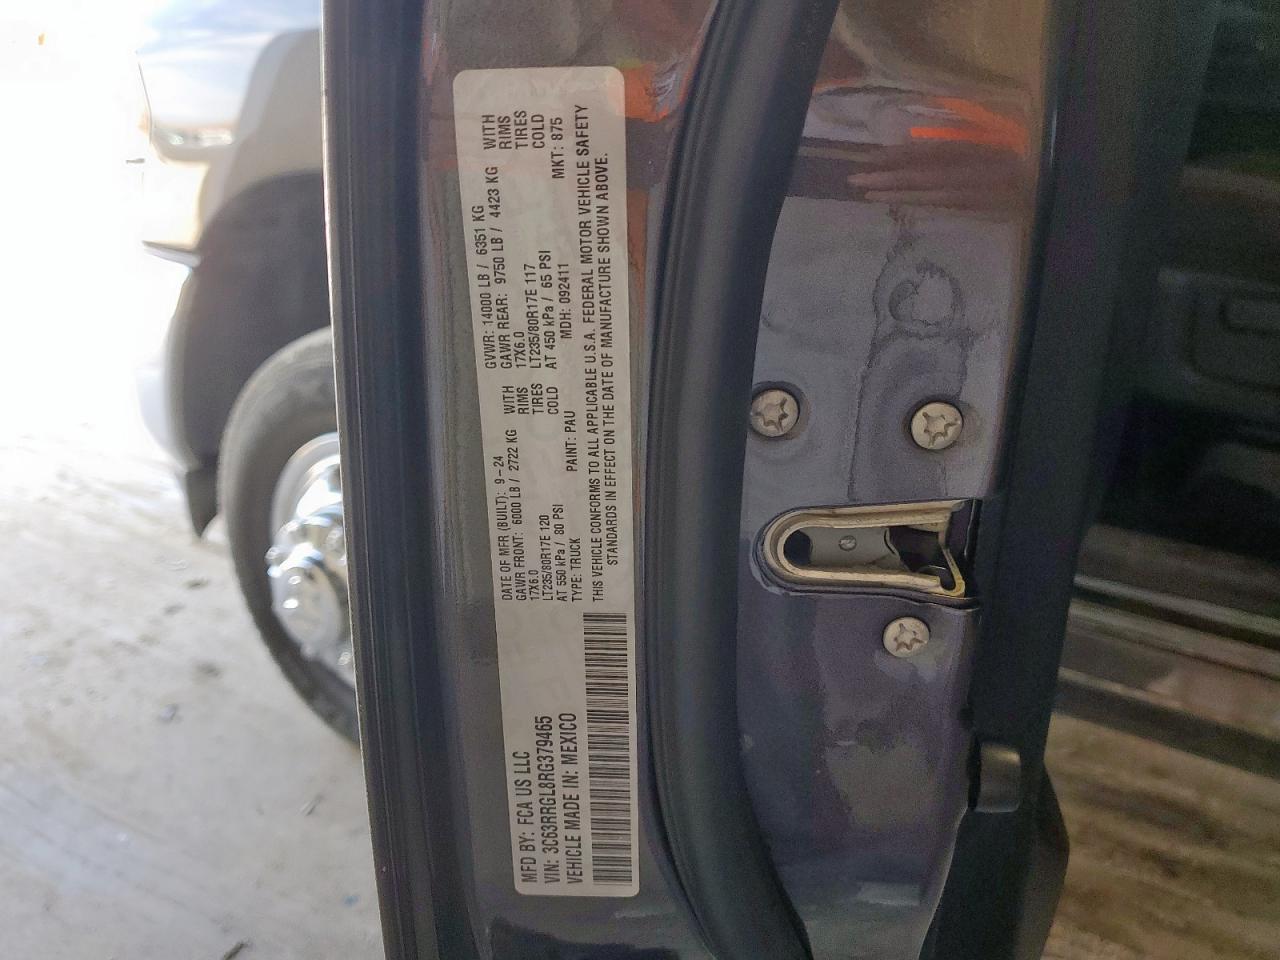 MFD BY: FCA US LLC
VIN: 3C63RRGL8RG379465
VEHICLE MADE IN: MEXICO
DATE OF MFR (BUILT): 9-24
GAWR FRONT: 6000 LB / 2722 KG WITH
17X6.0 RIMS
LT235/80R17E 120 TIRES
AT 550 kPa / 80 PSI COLD
TYPE: TRUCK PAINT: PAU
GVWR: 14000 LB / 6351 KG
GAWR REAR: 9750 LB / 4423 KG WITH
17X6.0 RIMS
LT235/80R17E 117 TIRES
AT 450 kPa / 65 PSI COLD
MDH: 092411 MKT: 875
THIS VEHICLE CONFORMS TO ALL APPLICABLE U.S.A. FEDERAL MOTOR VEHICLE SAFETY
STANDARDS IN EFFECT ON THE DATE OF MANUFACTURE SHOWN ABOVE.